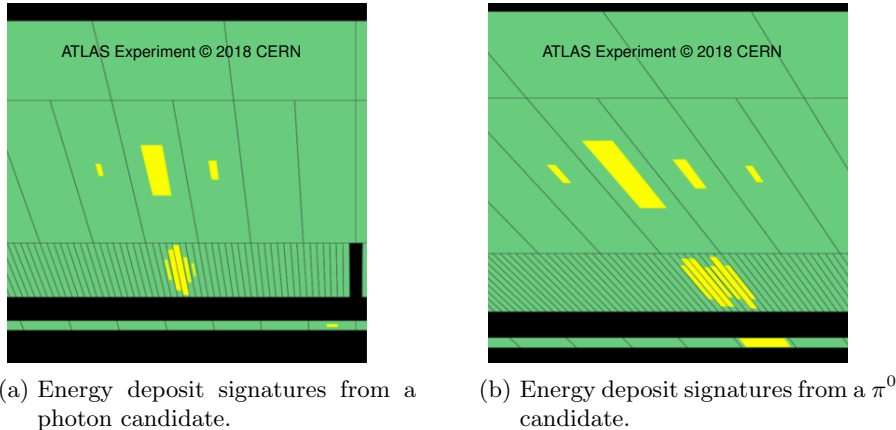 ATLAS Experiment © 2018 CERN
ATLAS Experiment © 2018 CERN
(a) Energy deposit signatures from a
photon candidate.
(b) Energy deposit signatures from a π⁰
candidate.